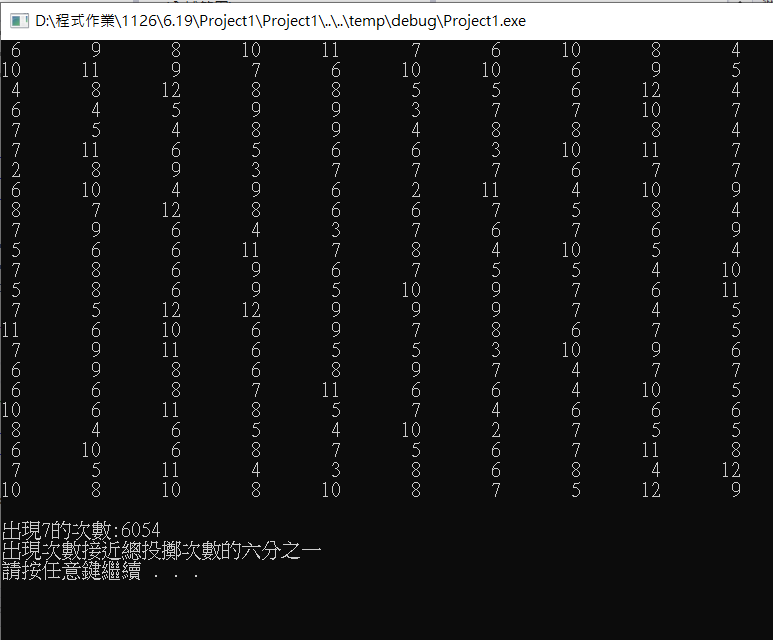 D:\程式作業\1126\6.19\Project1\Project1\..\..\temp\debug\Project1.exe
6 9 8 10 11 7 6 10 8 4
10 11 9 7 6 10 10 6 9 5
4 8 12 8 8 5 5 6 12 4
6 4 5 9 9 3 7 7 10 7
7 5 4 8 9 4 8 8 8 4
7 11 6 5 6 6 3 10 11 7
2 8 9 3 7 7 7 6 7 7
6 10 4 9 6 2 11 4 10 9
8 7 12 8 6 6 7 5 8 4
7 9 6 4 3 7 6 7 6 9
5 6 6 11 7 8 4 10 5 4
7 8 6 9 6 7 5 5 4 10
5 8 6 9 5 10 9 7 6 11
7 5 12 12 9 9 9 7 4 5
11 6 10 6 9 7 8 6 7 5
7 9 11 6 5 5 3 10 9 6
6 9 8 6 8 9 7 4 7 7
6 6 8 7 11 6 6 4 10 5
10 6 11 8 5 7 4 6 6 6
8 4 6 5 4 10 2 7 5 5
6 10 6 8 7 5 6 7 11 8
7 5 11 4 3 8 6 8 4 12
10 8 10 8 10 8 7 5 12 9
出現7的次數:6054
出現次數接近總投擲次數的六分之一
請按任意鍵繼續 . . .